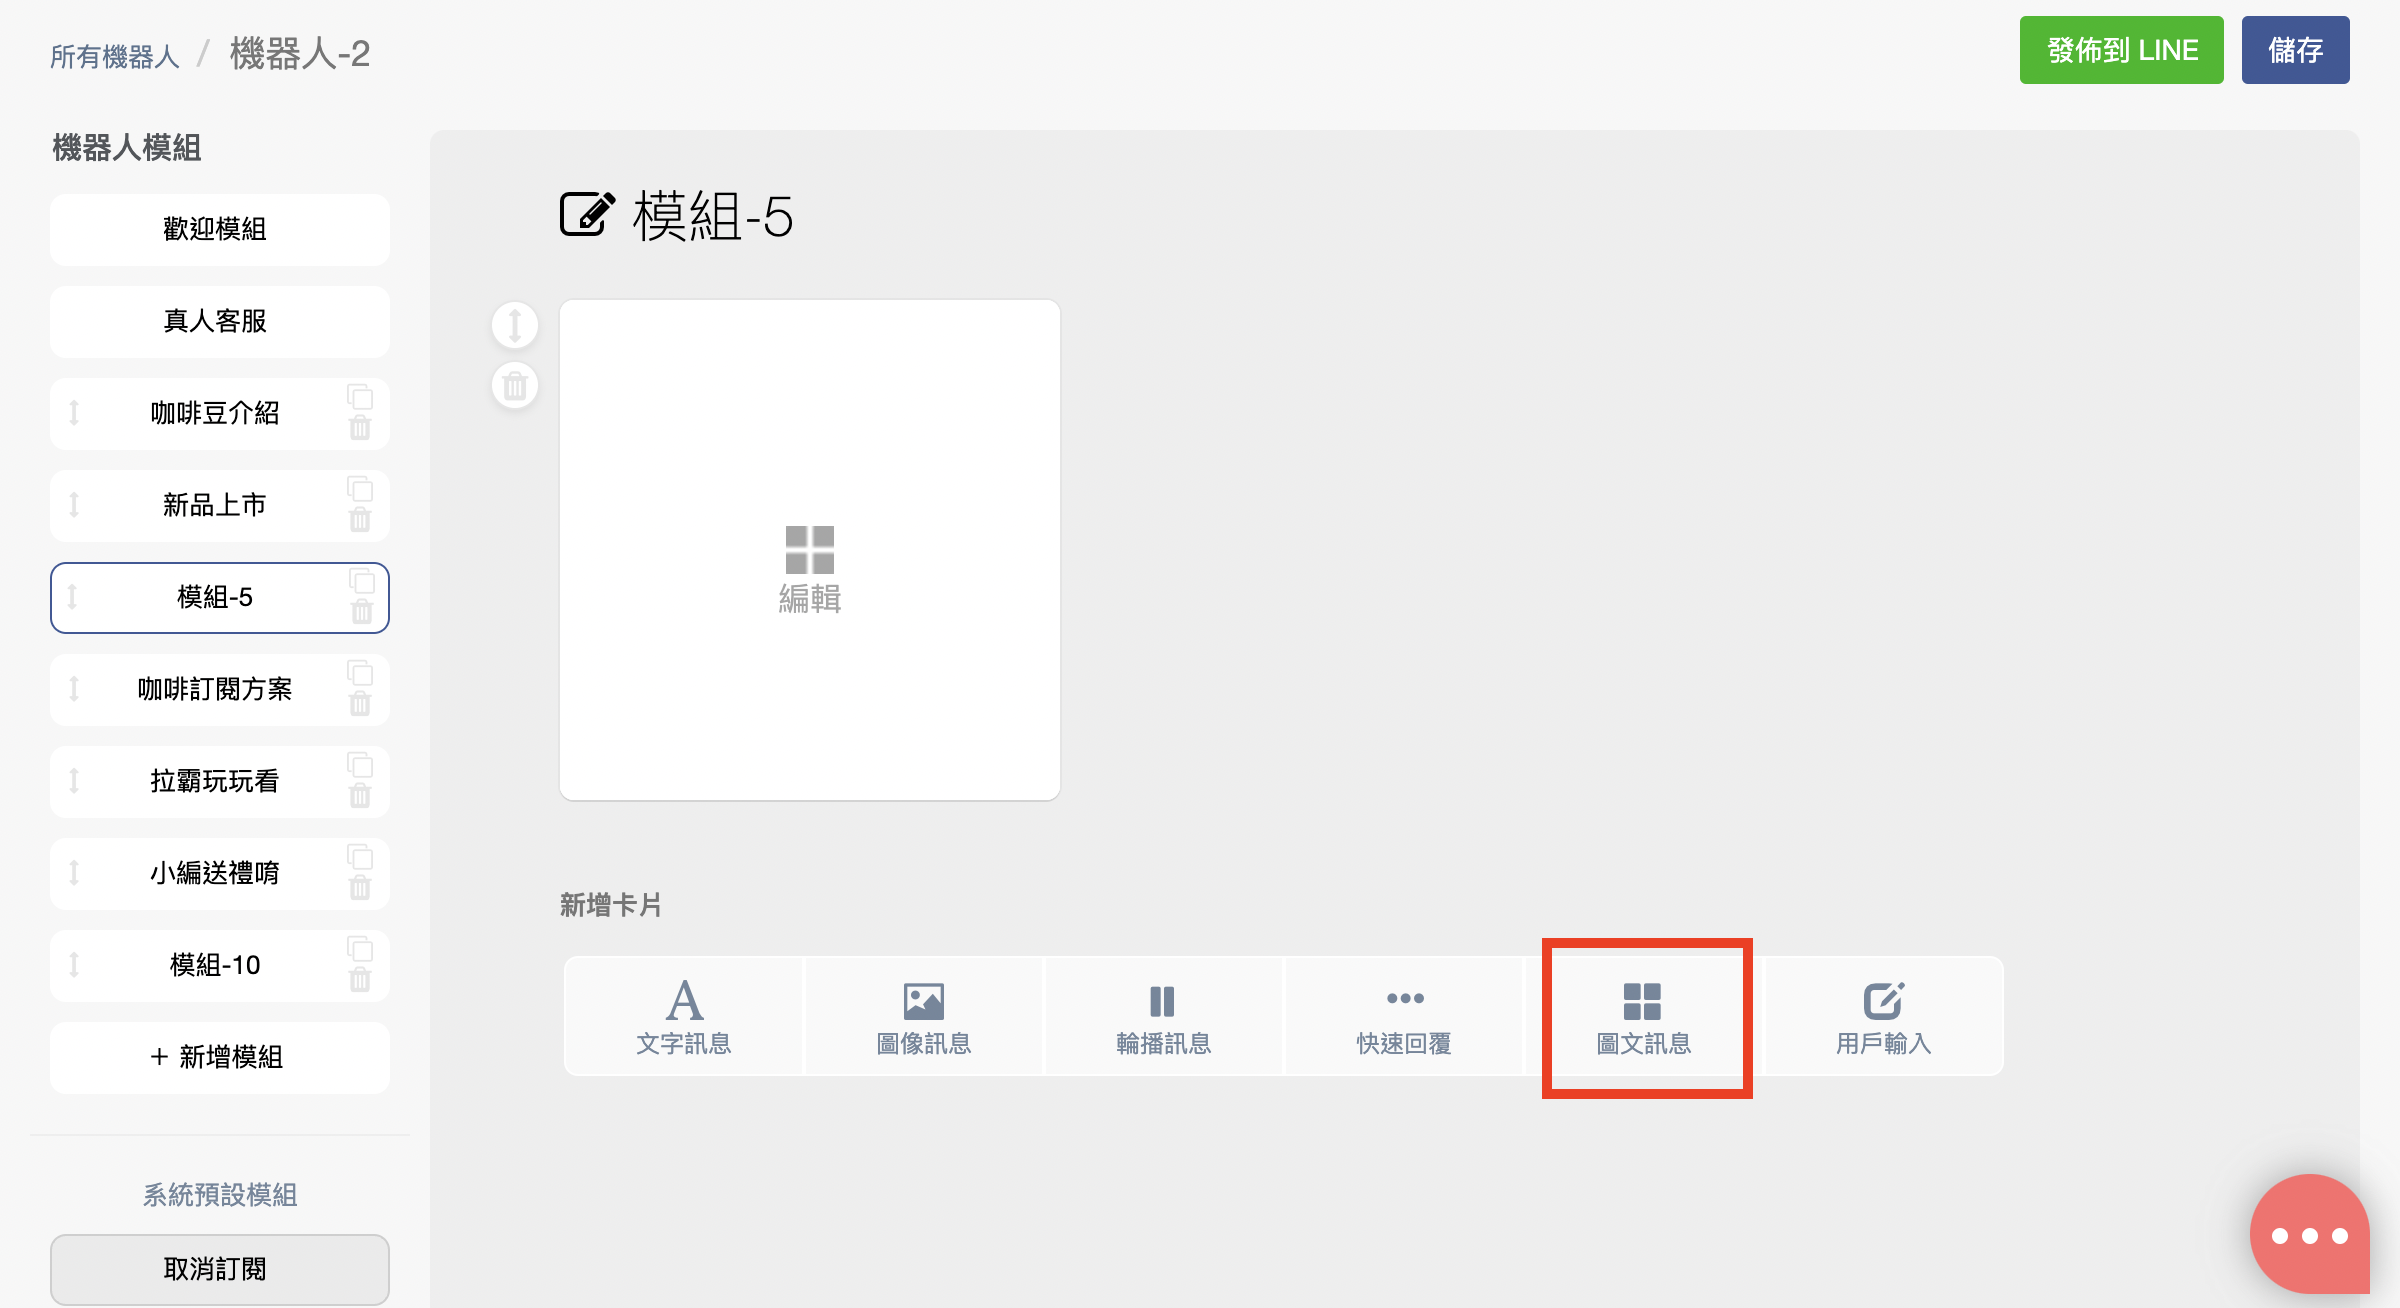 所有機器人 / 機器人-2
發佈到 LINE
儲存
機器人模組
歡迎模組
真人客服
咖啡豆介紹
新品上市
模組-5
咖啡訂閱方案
拉霸玩玩看
小編送禮唷
模組-10
+ 新增模組
系統預設模組
取消訂閱
模組-5
編輯
新增卡片
文字訊息
圖像訊息
輪播訊息
快速回覆
圖文訊息
用戶輸入